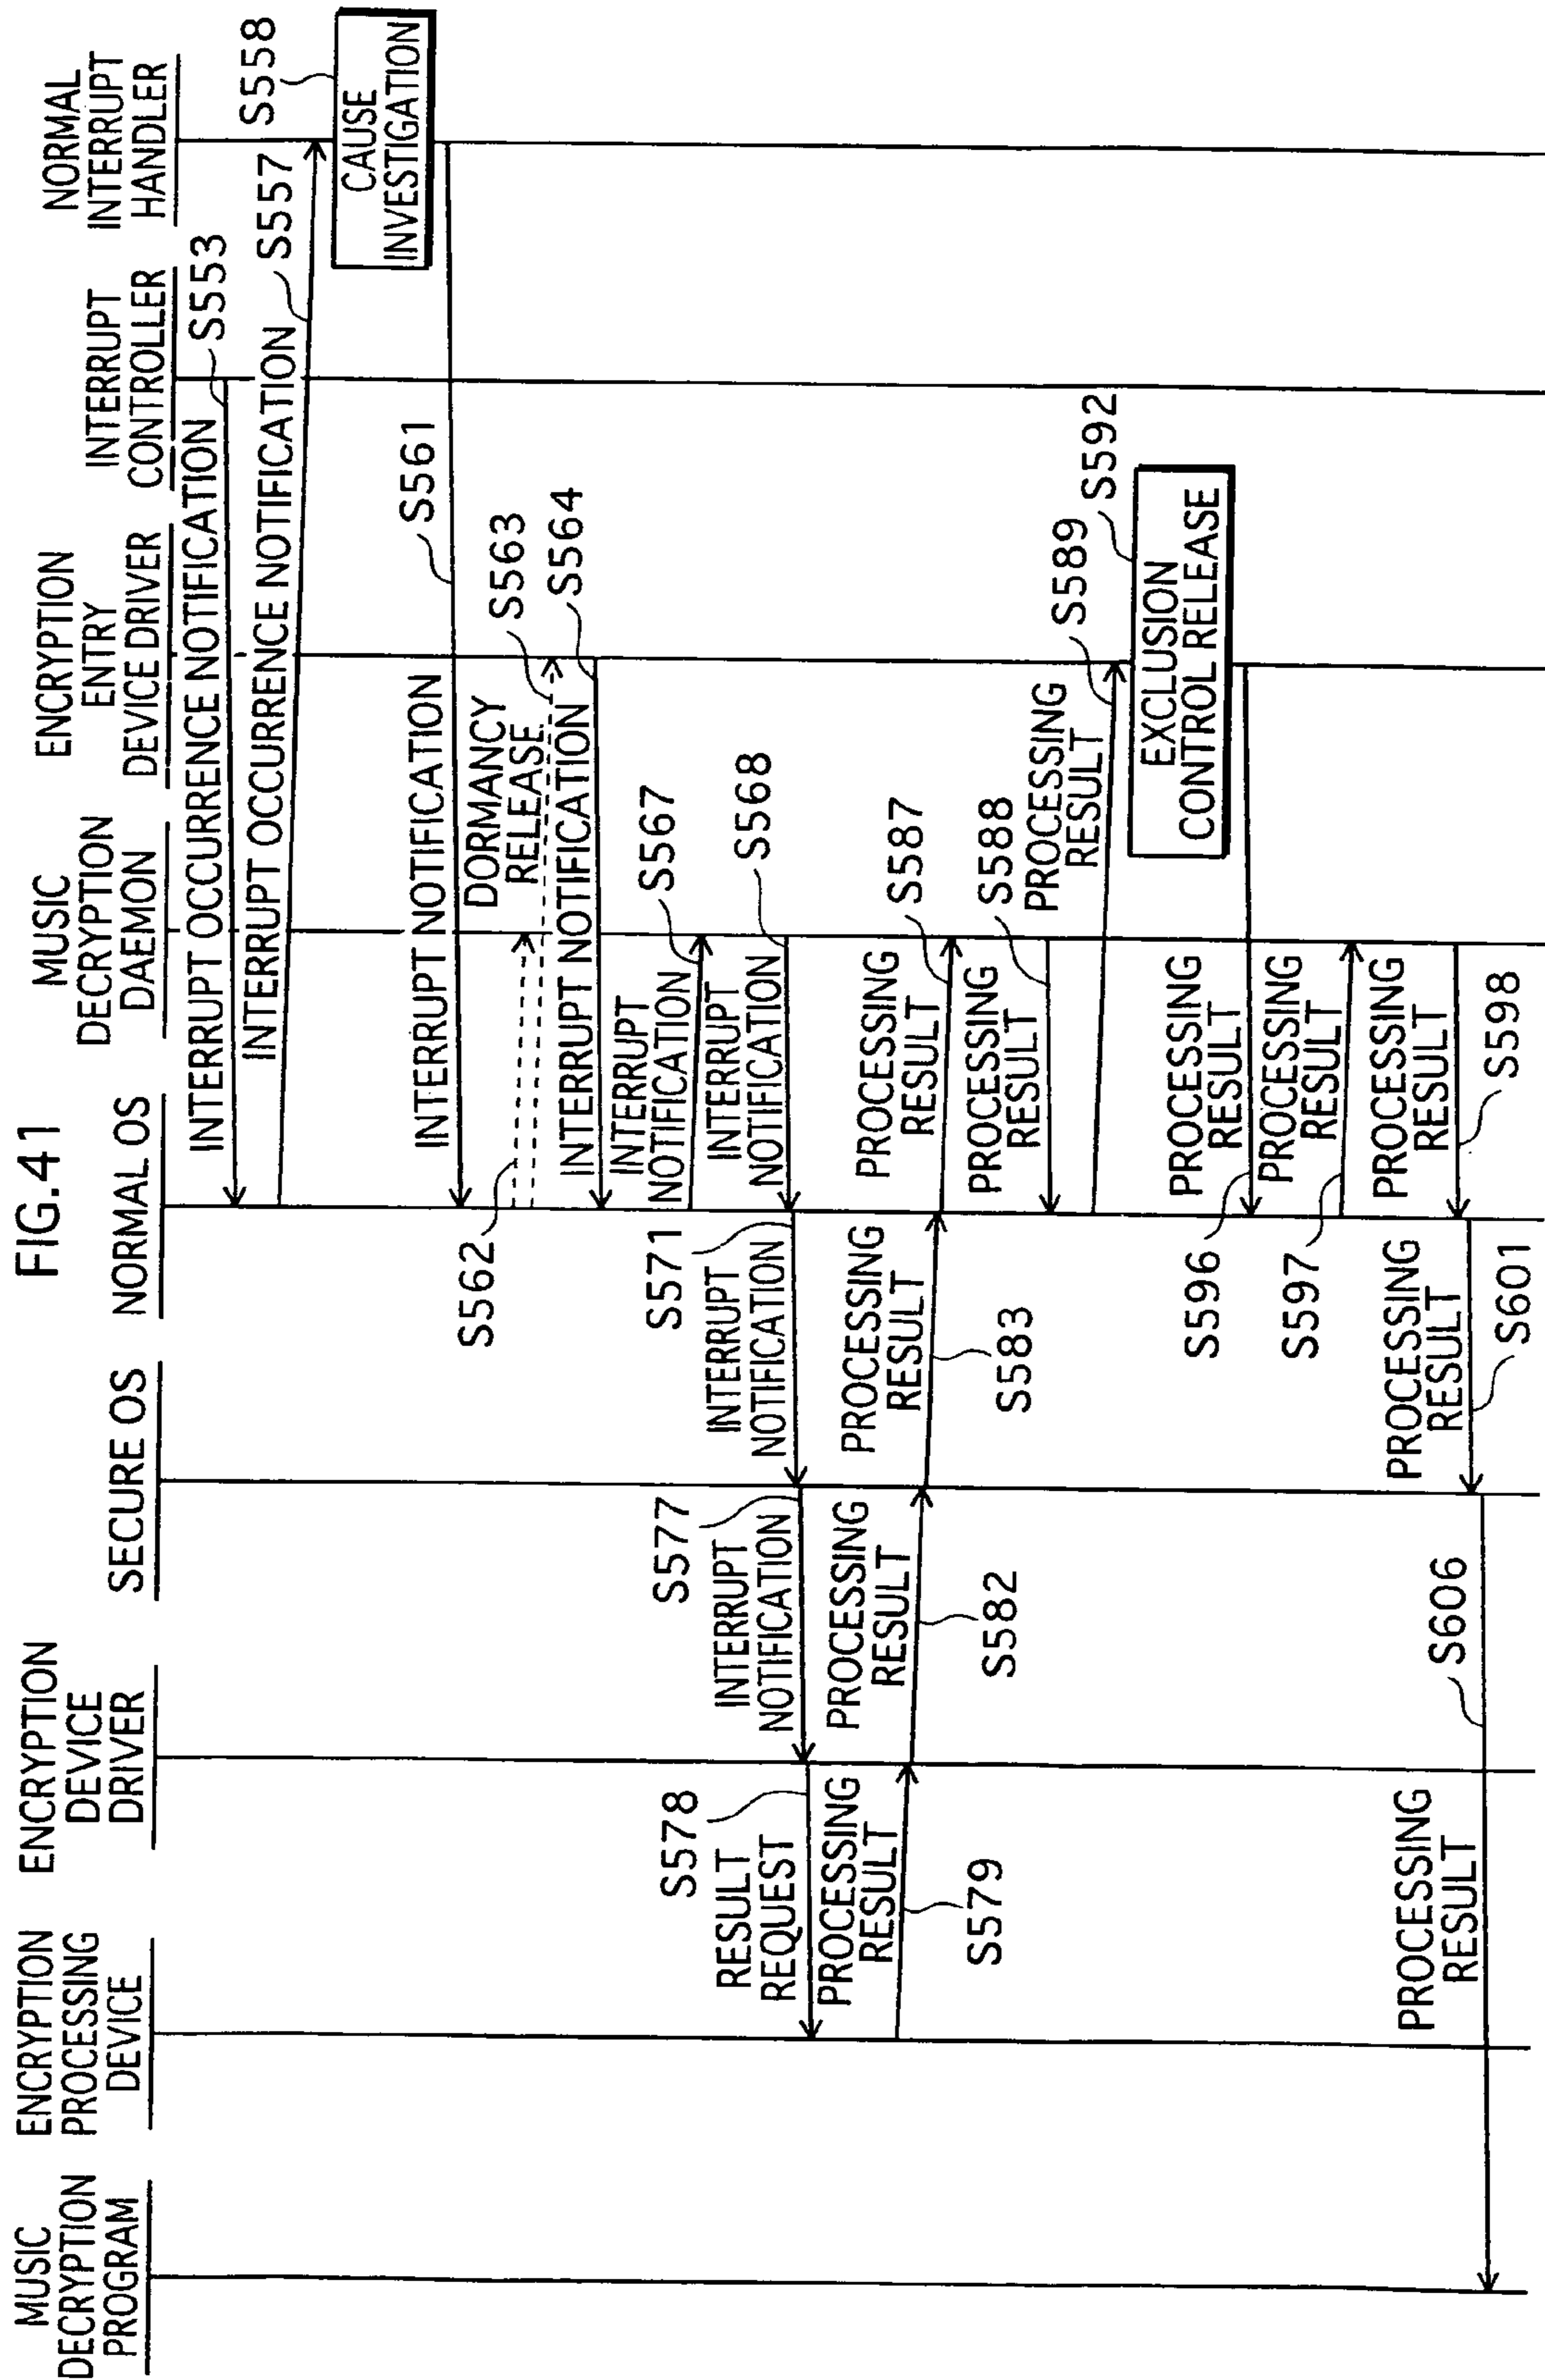 FIG.41
MUSIC
DECRYPTION
PROGRAM
ENCRYPTION
PROCESSING
DEVICE
ENCRYPTION
DEVICE
DRIVER
SECURE OS
NORMAL OS
MUSIC
DECRYPTION
DAEMON
ENCRYPTION
ENTRY
DEVICE DRIVER
INTERRUPT
CONTROLLER
NORMAL
INTERRUPT
HANDLER
INTERRUPT OCCURRENCE NOTIFICATION
S553
INTERRUPT OCCURRENCE NOTIFICATION
S557
S558
CAUSE
INVESTIGATION
INTERRUPT NOTIFICATION
S561
S562
DORMANCY
RELEASE
S563
INTERRUPT NOTIFICATION
S564
INTERRUPT
NOTIFICATION
S567
INTERRUPT
NOTIFICATION
S568
S571
INTERRUPT
NOTIFICATION
S577
INTERRUPT
NOTIFICATION
S578
RESULT
REQUEST
PROCESSING
RESULT
S579
PROCESSING
RESULT
S582
PROCESSING
RESULT
S583
PROCESSING
RESULT
S587
PROCESSING
RESULT
S588
PROCESSING
RESULT
S589
S592
EXCLUSION
CONTROL RELEASE
PROCESSING
RESULT
S596
PROCESSING
RESULT
S597
PROCESSING
RESULT
S598
PROCESSING
RESULT
S601
PROCESSING
RESULT
S606